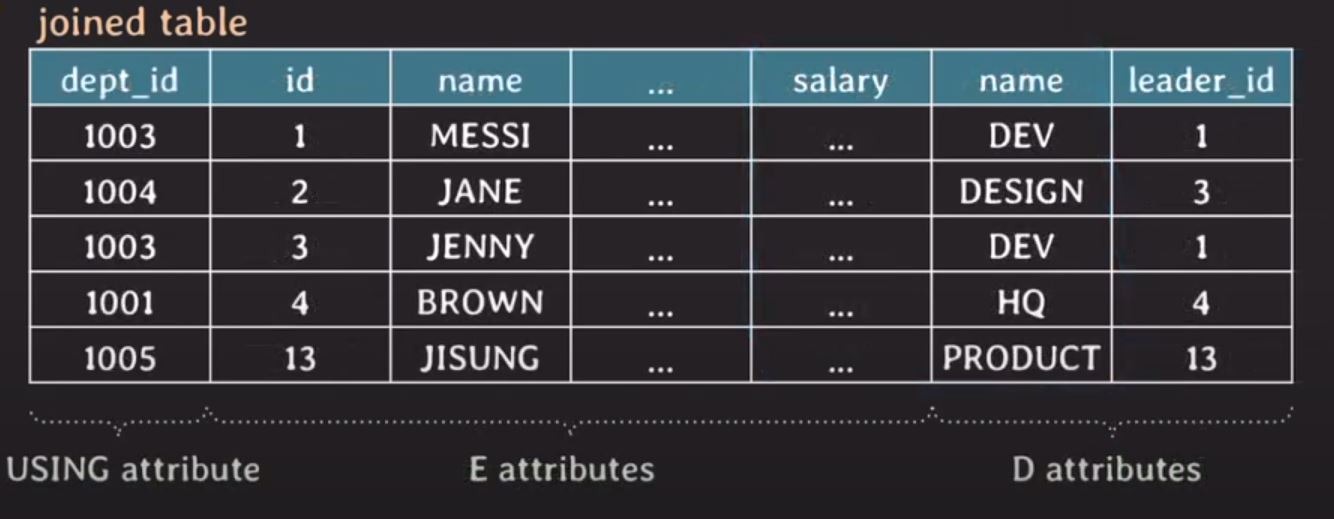 joined table
dept_id id name ... salary name leader_id
1003 1 MESSI ... ... DEV 1
1004 2 JANE ... ... DESIGN 3
1003 3 JENNY ... ... DEV 1
1001 4 BROWN ... ... HQ 4
1005 13 JISUNG ... ... PRODUCT 13
USING attribute E attributes D attributes